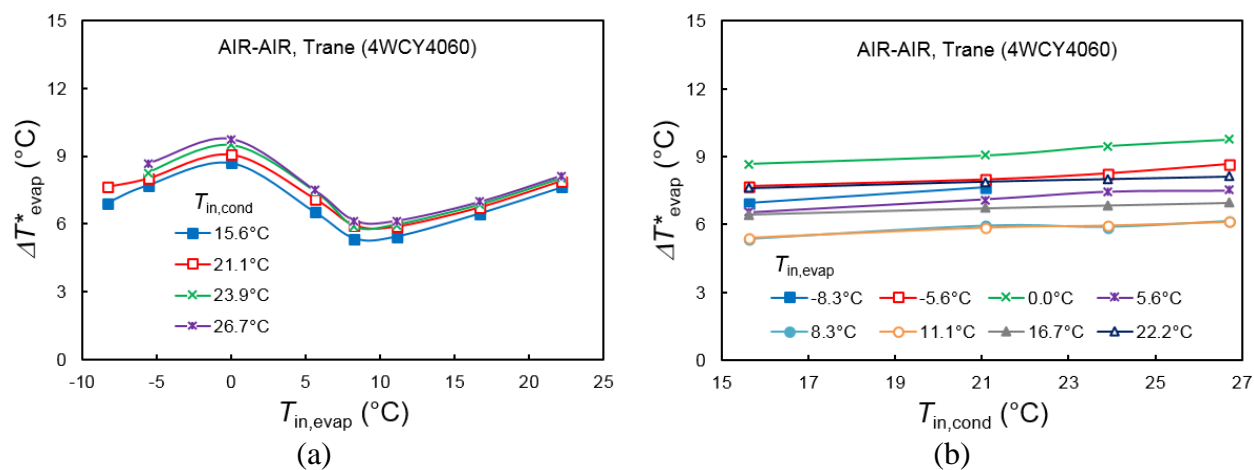 AIR-AIR, Trane (4WCY4060)
15
12
9
6
3
0
ΔT*evap (°C)
Tin,cond
15.6°C
21.1°C
23.9°C
26.7°C
-10 -5 0 5 10 15 20 25
Tin,evap (°C)
(a)
AIR-AIR, Trane (4WCY4060)
15
12
9
6
3
0
ΔT*evap (°C)
Tin,evap
-8.3°C -5.6°C 0.0°C 5.6°C
8.3°C 11.1°C 16.7°C 22.2°C
15 17 19 21 23 25 27
Tin,cond (°C)
(b)